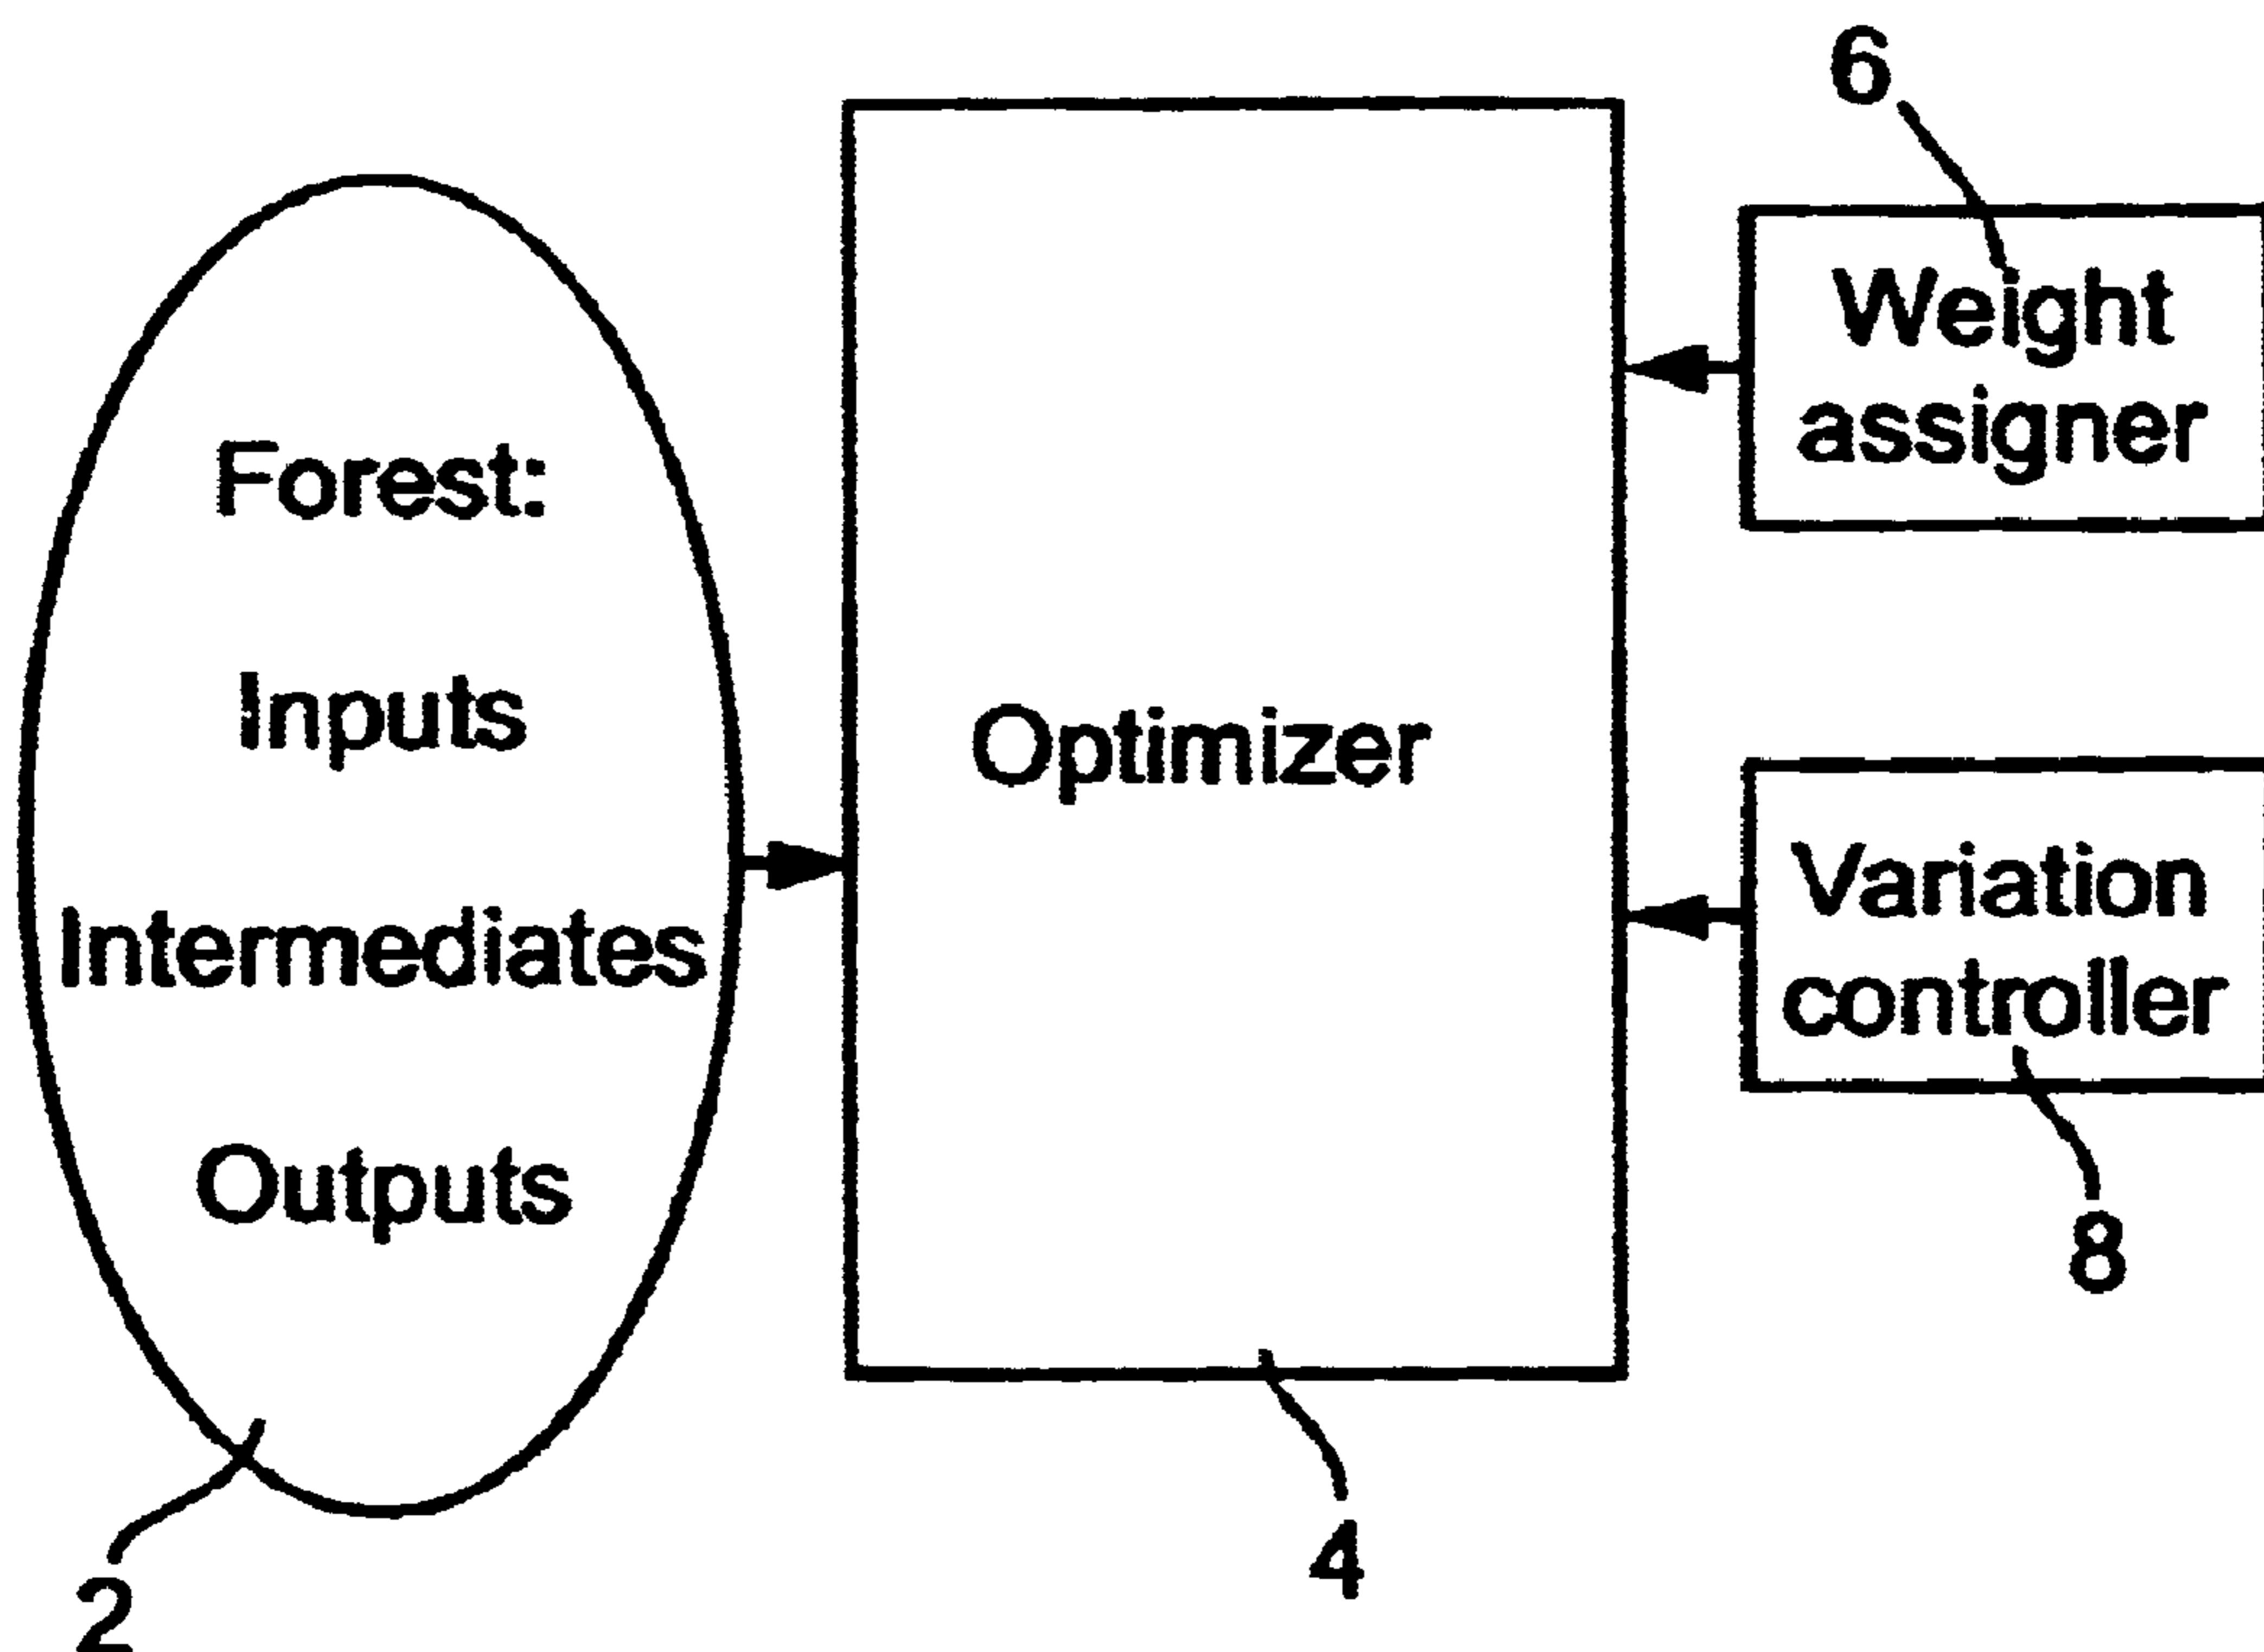 Forest:
Inputs
Intermediates
Outputs
2
Optimizer
4
6
Weight
assigner
Variation
controller
8